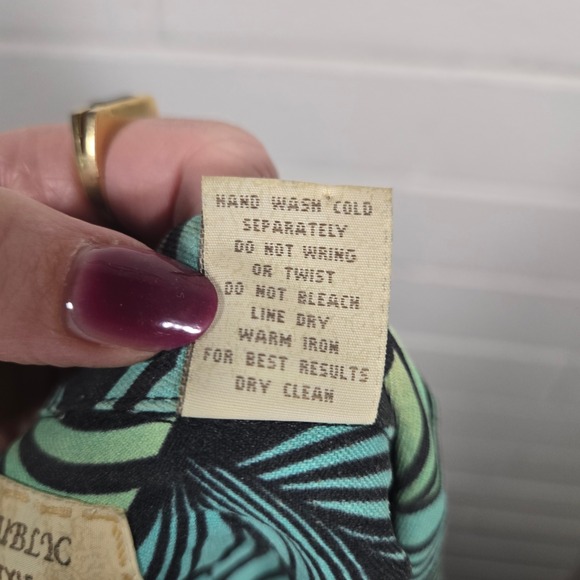 HAND WASH COLD
SEPARATELY
DO NOT WRING
OR TWIST
DO NOT BLEACH
LINE DRY
WARM IRON
FOR BEST RESULTS
DRY CLEAN